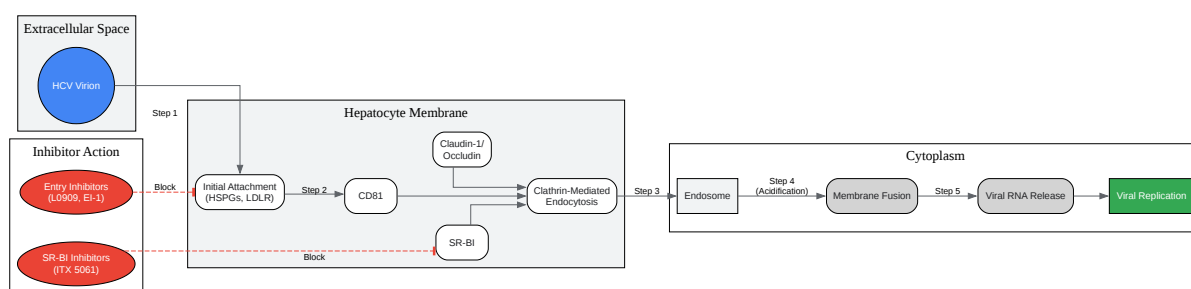 Extracellular Space
HCV Virion
Step 1
Inhibitor Action
Entry Inhibitors
(L0909, EI-1)
Block
SR-BI Inhibitors
(ITX 5061)
Block
Hepatocyte Membrane
Initial Attachment
(HSPGs, LDLR)
Step 2
CD81
Claudin-1/
Occludin
SR-BI
Clathrin-Mediated
Endocytosis
Step 3
Cytoplasm
Endosome
Step 4
(Acidification)
Membrane Fusion
Step 5
Viral RNA Release
Viral Replication